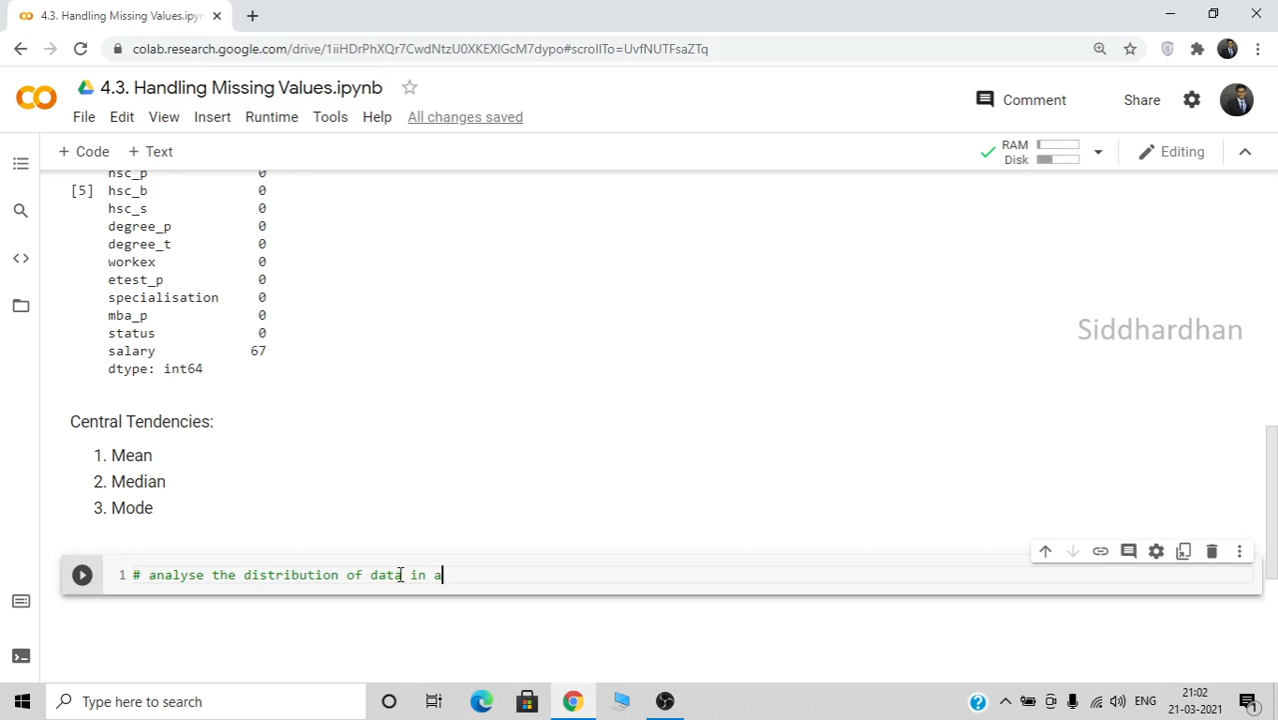 4.3. Handling Missing Values.ipyn
colab.research.google.com/drive/1iiHDrPhXQr7CwdNtzU0XKEXlGcM7dypo#scrollTo=UvfNUTFsaZTq
4.3. Handling Missing Values.ipynb
File Edit View Insert Runtime Tools Help All changes saved
Comment Share
+ Code + Text
RAM
Disk
Editing
hsc_p 0
[5] hsc_b 0
hsc_s 0
degree_p 0
degree_t 0
workex 0
etest_p 0
specialisation 0
mba_p 0
status 0
salary 67
dtype: int64
Siddhardhan
Central Tendencies:
1. Mean
2. Median
3. Mode
1 # analyse the distribution of data in a
Type here to search
ENG
21:02
21-03-2021